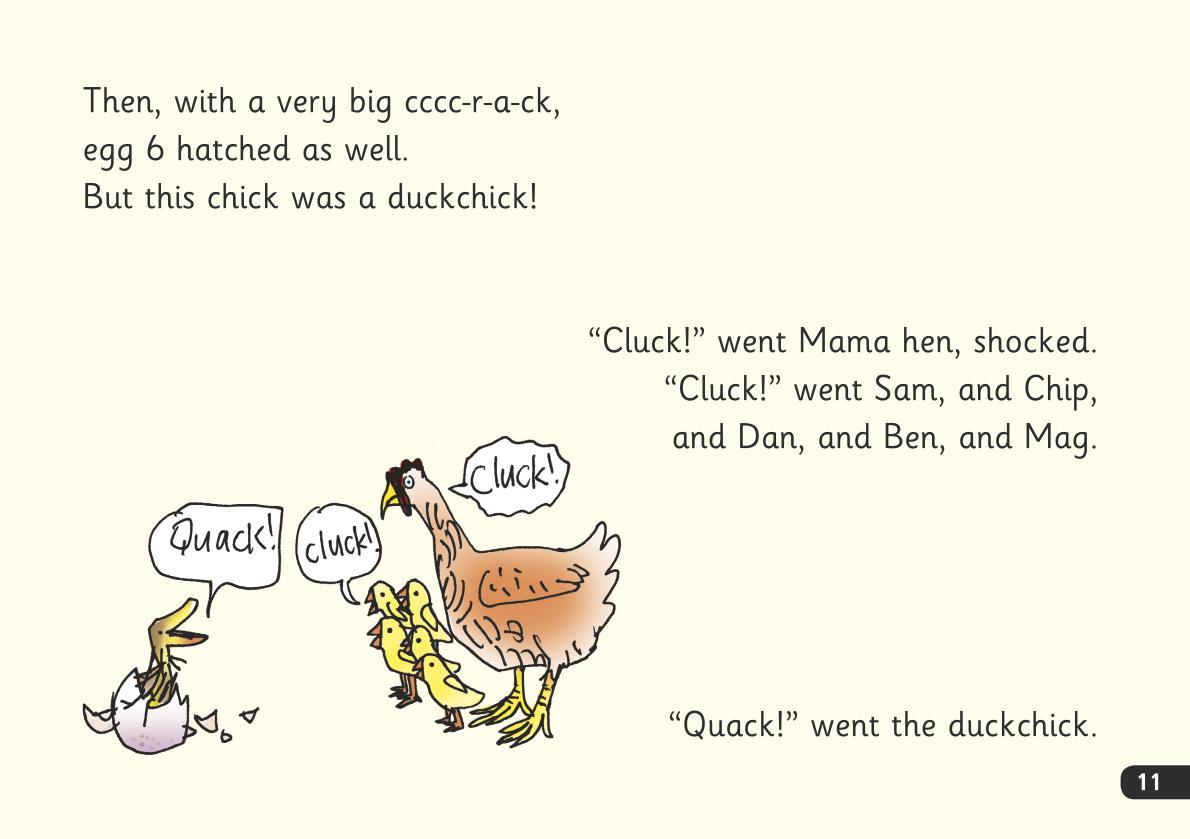 Then, with a very big cccc-r-a-ck,
egg 6 hatched as well.
But this chick was a duckchick!
“Cluck!” went Mama hen, shocked.
“Cluck!” went Sam, and Chip,
and Dan, and Ben, and Mag.
Cluck!
Quack!
cluck!
“Quack!” went the duckchick.
11